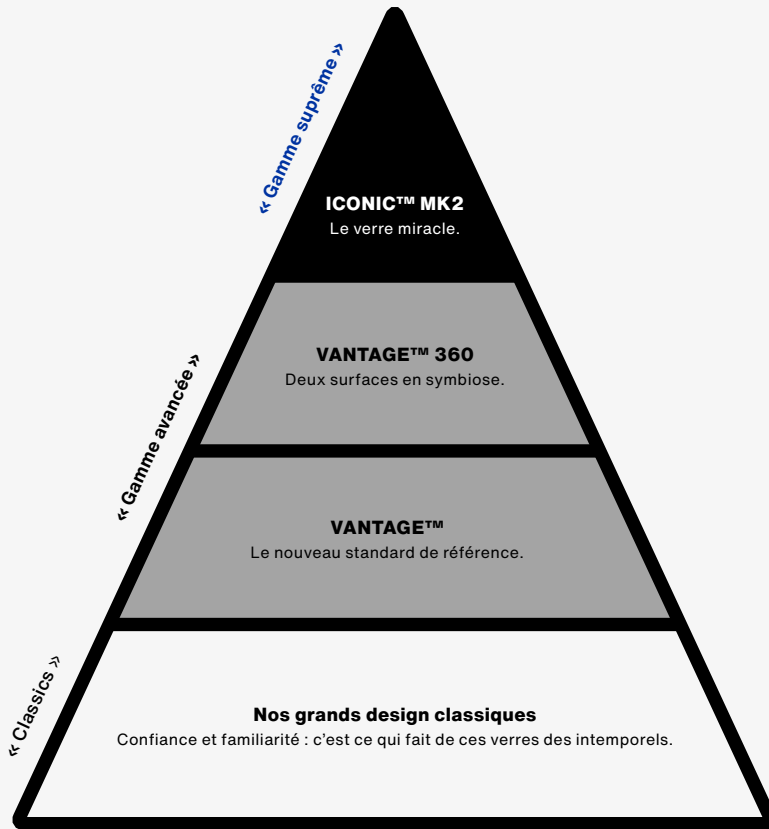 « Gamme suprême »
ICONIC™ MK2
Le verre miracle.
« Gamme avancée »
VANTAGE™ 360
Deux surfaces en symbiose.
VANTAGE™
Le nouveau standard de référence.
« Classics »
Nos grands design classiques
Confiance et familiarité : c’est ce qui fait de ces verres des intemporels.